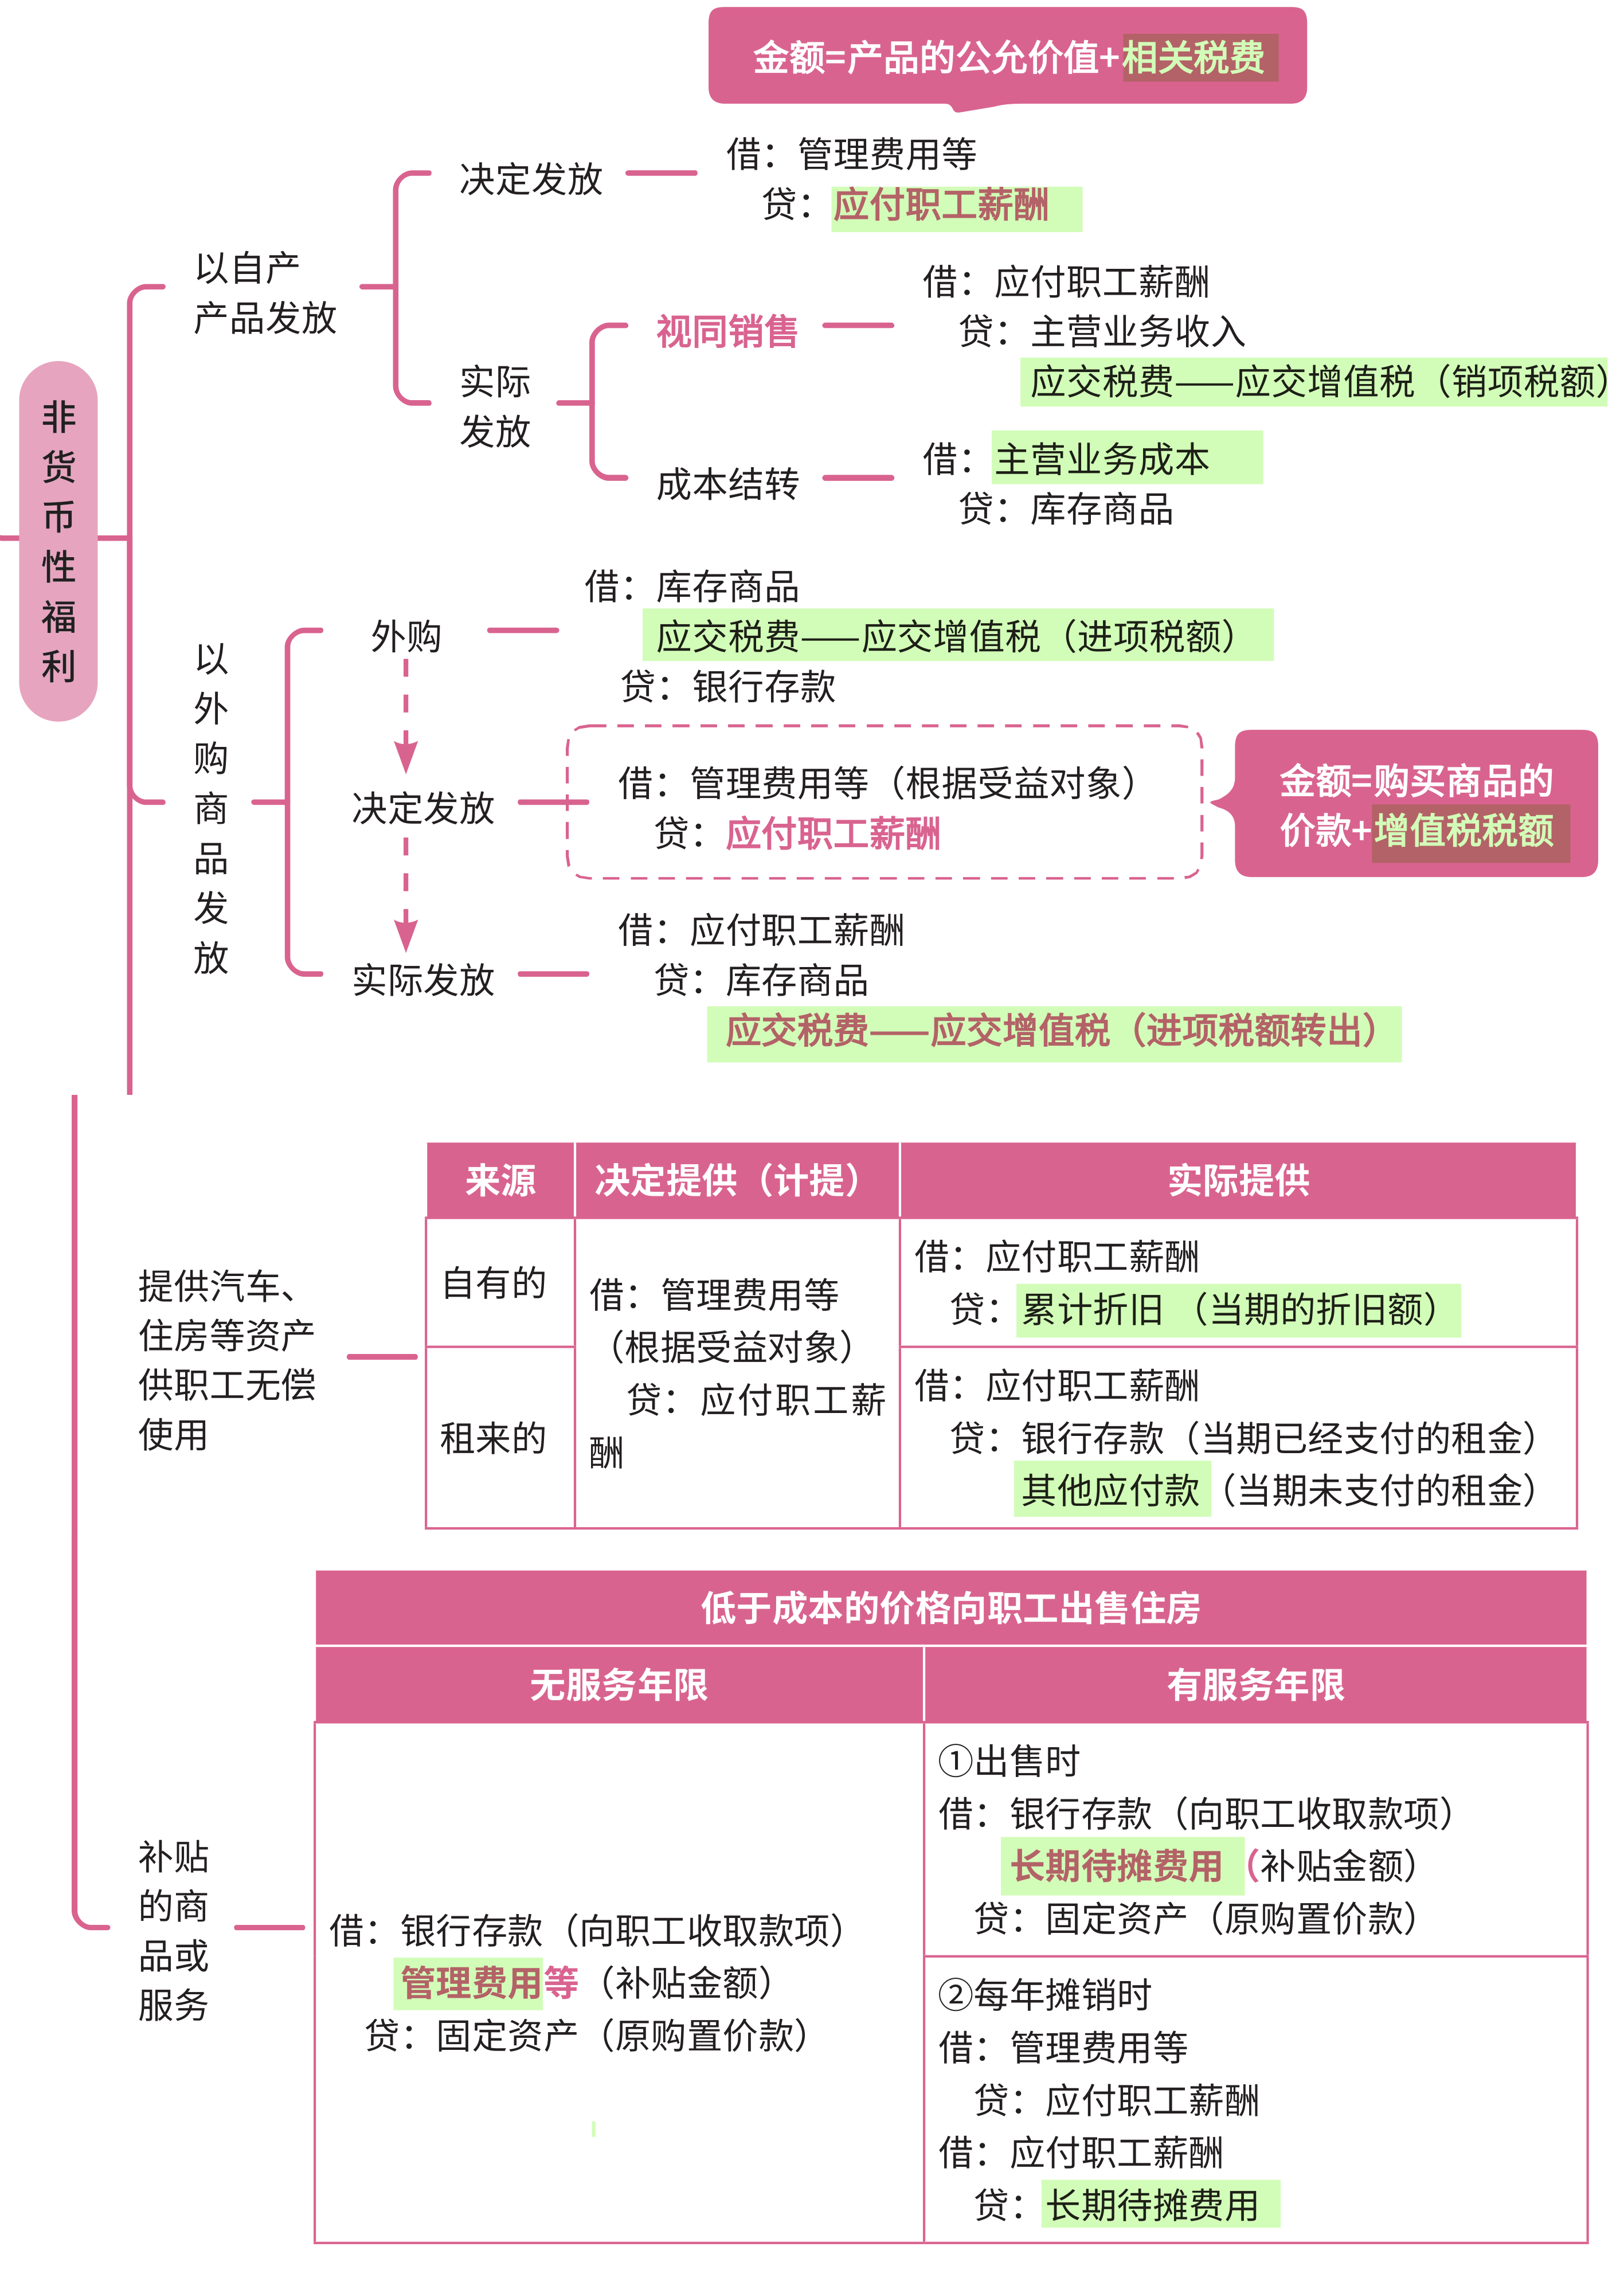 金额=产品的公允价值+相关税费
决定发放
借：管理费用等
贷：应付职工薪酬
以自产
产品发放
实际
发放
视同销售
借：应付职工薪酬
贷：主营业务收入
应交税费——应交增值税（销项税额）
成本结转
借：主营业务成本
贷：库存商品
非货币性福利
以外购商品发放
外购
借：库存商品
应交税费——应交增值税（进项税额）
贷：银行存款
决定发放
借：管理费用等（根据受益对象）
贷：应付职工薪酬
金额=购买商品的
价款+增值税税额
实际发放
借：应付职工薪酬
贷：库存商品
应交税费——应交增值税（进项税额转出）
提供汽车、
住房等资产
供职工无偿
使用
来源
决定提供（计提）
实际提供
自有的
借：管理费用等
（根据受益对象）
贷：应付职工薪
酬
借：应付职工薪酬
贷：累计折旧 （当期的折旧额）
租来的
借：应付职工薪酬
贷：银行存款（当期已经支付的租金）
其他应付款（当期未支付的租金）
补贴
的商
品或
服务
低于成本的价格向职工出售住房
无服务年限
有服务年限
借：银行存款（向职工收取款项）
管理费用等（补贴金额）
贷：固定资产（原购置价款）
①出售时
借：银行存款（向职工收取款项）
长期待摊费用（补贴金额）
贷：固定资产（原购置价款）
②每年摊销时
借：管理费用等
贷：应付职工薪酬
借：应付职工薪酬
贷：长期待摊费用